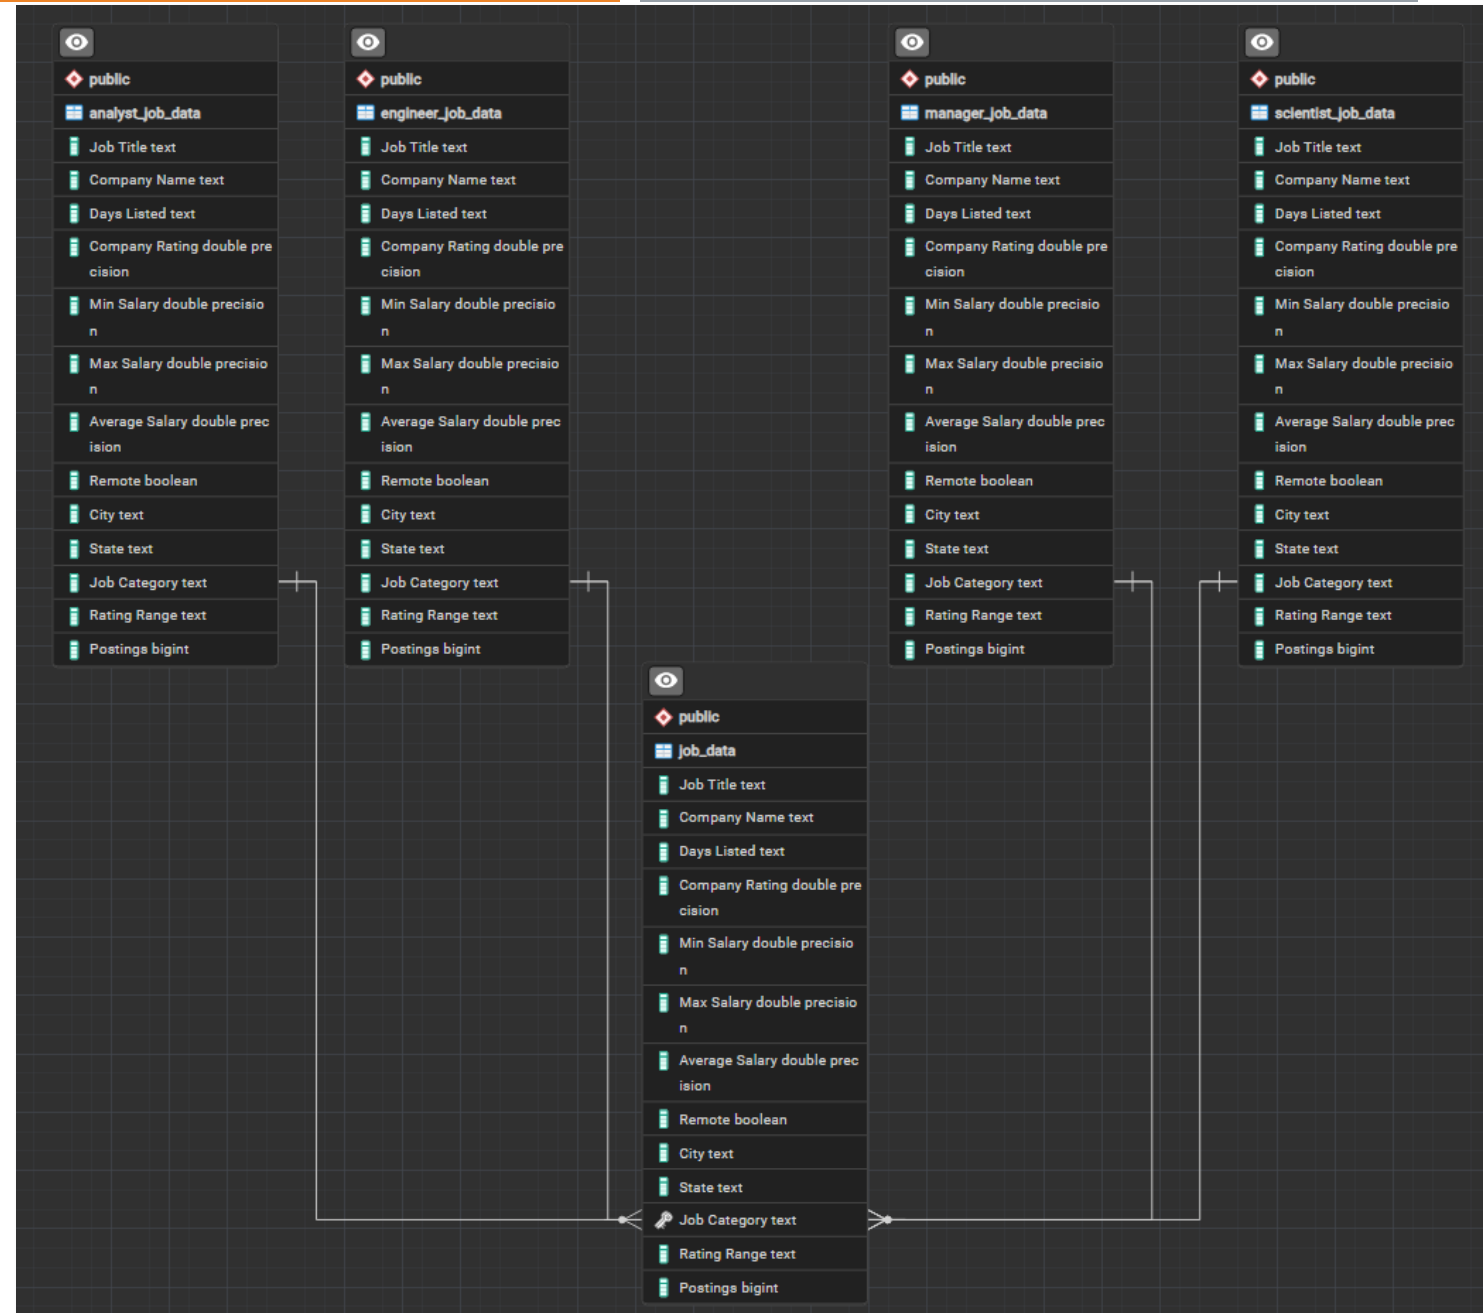 public
analyst_job_data
Job Title text
Company Name text
Days Listed text
Company Rating double pre
cision
Min Salary double precisio
n
Max Salary double precisio
n
Average Salary double prec
ision
Remote boolean
City text
State text
Job Category text
Rating Range text
Postings bigint
public
engineer_job_data
Job Title text
Company Name text
Days Listed text
Company Rating double pre
cision
Min Salary double precisio
n
Max Salary double precisio
n
Average Salary double prec
ision
Remote boolean
City text
State text
Job Category text
Rating Range text
Postings bigint
public
manager_job_data
Job Title text
Company Name text
Days Listed text
Company Rating double pre
cision
Min Salary double precisio
n
Max Salary double precisio
n
Average Salary double prec
ision
Remote boolean
City text
State text
Job Category text
Rating Range text
Postings bigint
public
scientist_job_data
Job Title text
Company Name text
Days Listed text
Company Rating double pre
cision
Min Salary double precisio
n
Max Salary double precisio
n
Average Salary double prec
ision
Remote boolean
City text
State text
Job Category text
Rating Range text
Postings bigint
public
job_data
Job Title text
Company Name text
Days Listed text
Company Rating double pre
cision
Min Salary double precisio
n
Max Salary double precisio
n
Average Salary double prec
ision
Remote boolean
City text
State text
Job Category text
Rating Range text
Postings bigint